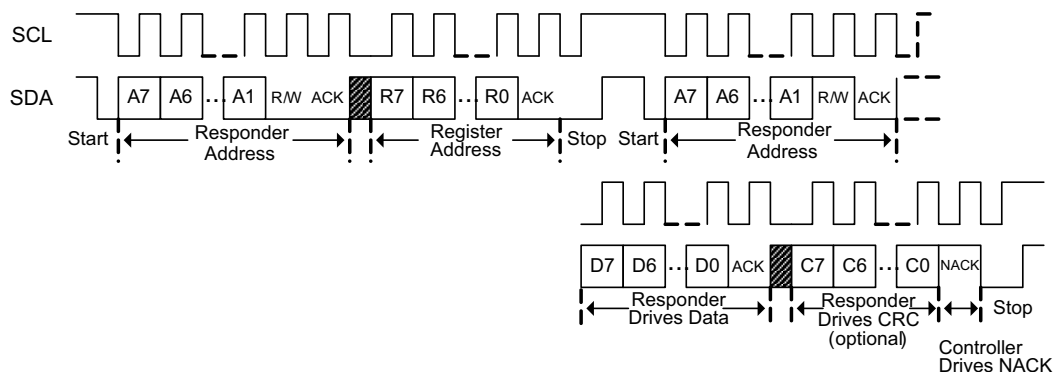 SCL
SDA
A7 A6 ... A1 R/W ACK R7 R6 ... R0 ACK A7 A6 ... A1 R/W ACK
Start Responder Address Register Address Stop Start Responder Address
D7 D6 ... D0 ACK C7 C6 ... C0 NACK
Responder Drives Data Responder Drives CRC (optional) Stop
Controller Drives NACK